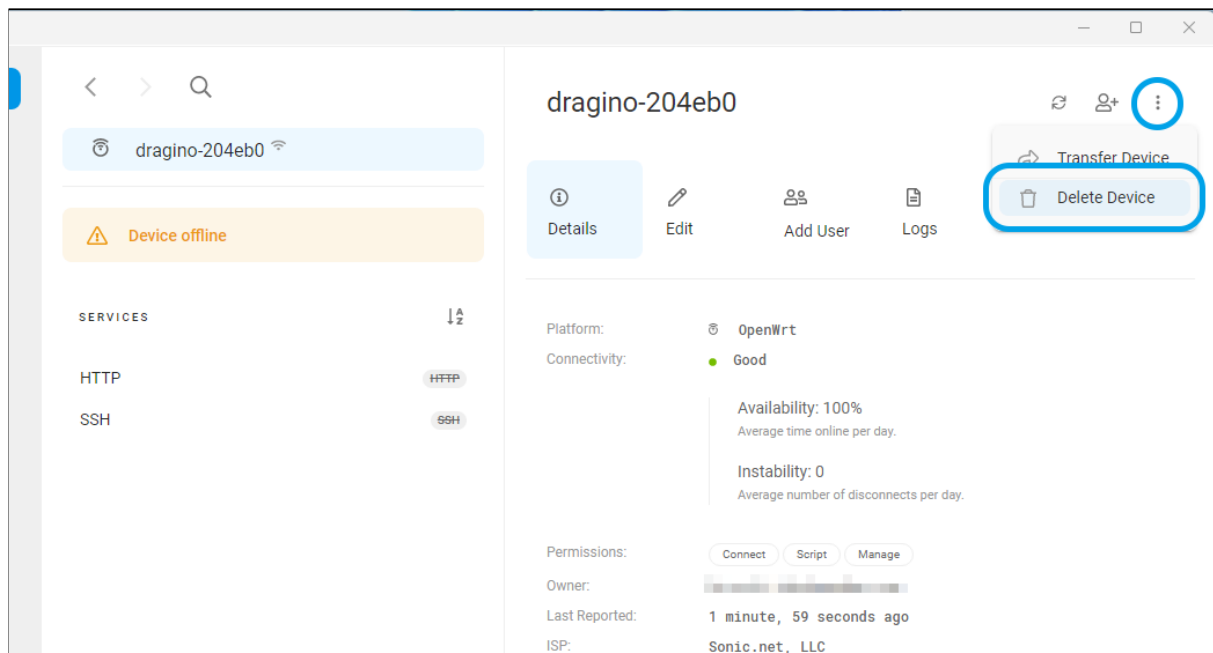 dragino-204eb0
Device offline
SERVICES
HTTP
HTTP
SSH
SSH
dragino-204eb0
Transfer Device
Delete Device
Details
Edit
Add User
Logs
Platform: OpenWrt
Connectivity: Good
Availability: 100%
Average time online per day.
Instability: 0
Average number of disconnects per day.
Permissions: Connect Script Manage
Owner:
Last Reported: 1 minute, 59 seconds ago
ISP: Sonic.net, LLC